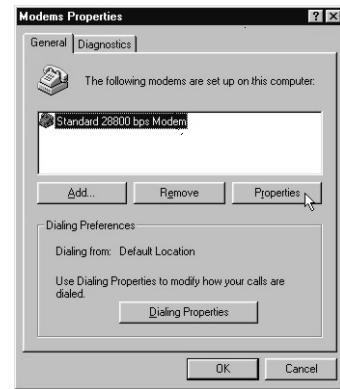 Modems Properties
General Diagnostics
The following modems are set up on this computer:
Standard 28800 bps Modem
Add... Remove Properties
Dialing Preferences
Dialing from: Default Location
Use Dialing Properties to modify how your calls are
dialed.
Dialing Properties
OK Cancel